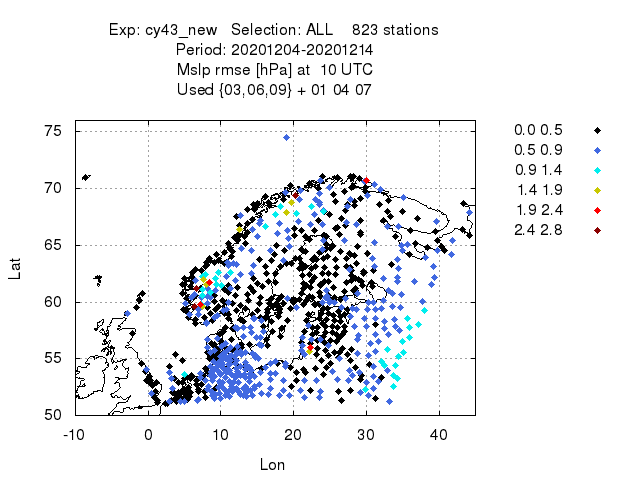 Exp: cy43_new   Selection: ALL    823 stations
Period: 20201204-20201214
Mslp rmse [hPa] at  10 UTC
Used {03,06,09} + 01 04 07
75
70
65
60
55
50
-10 0 10 20 30 40
Lat
Lon
0.0 0.5
0.5 0.9
0.9 1.4
1.4 1.9
1.9 2.4
2.4 2.8